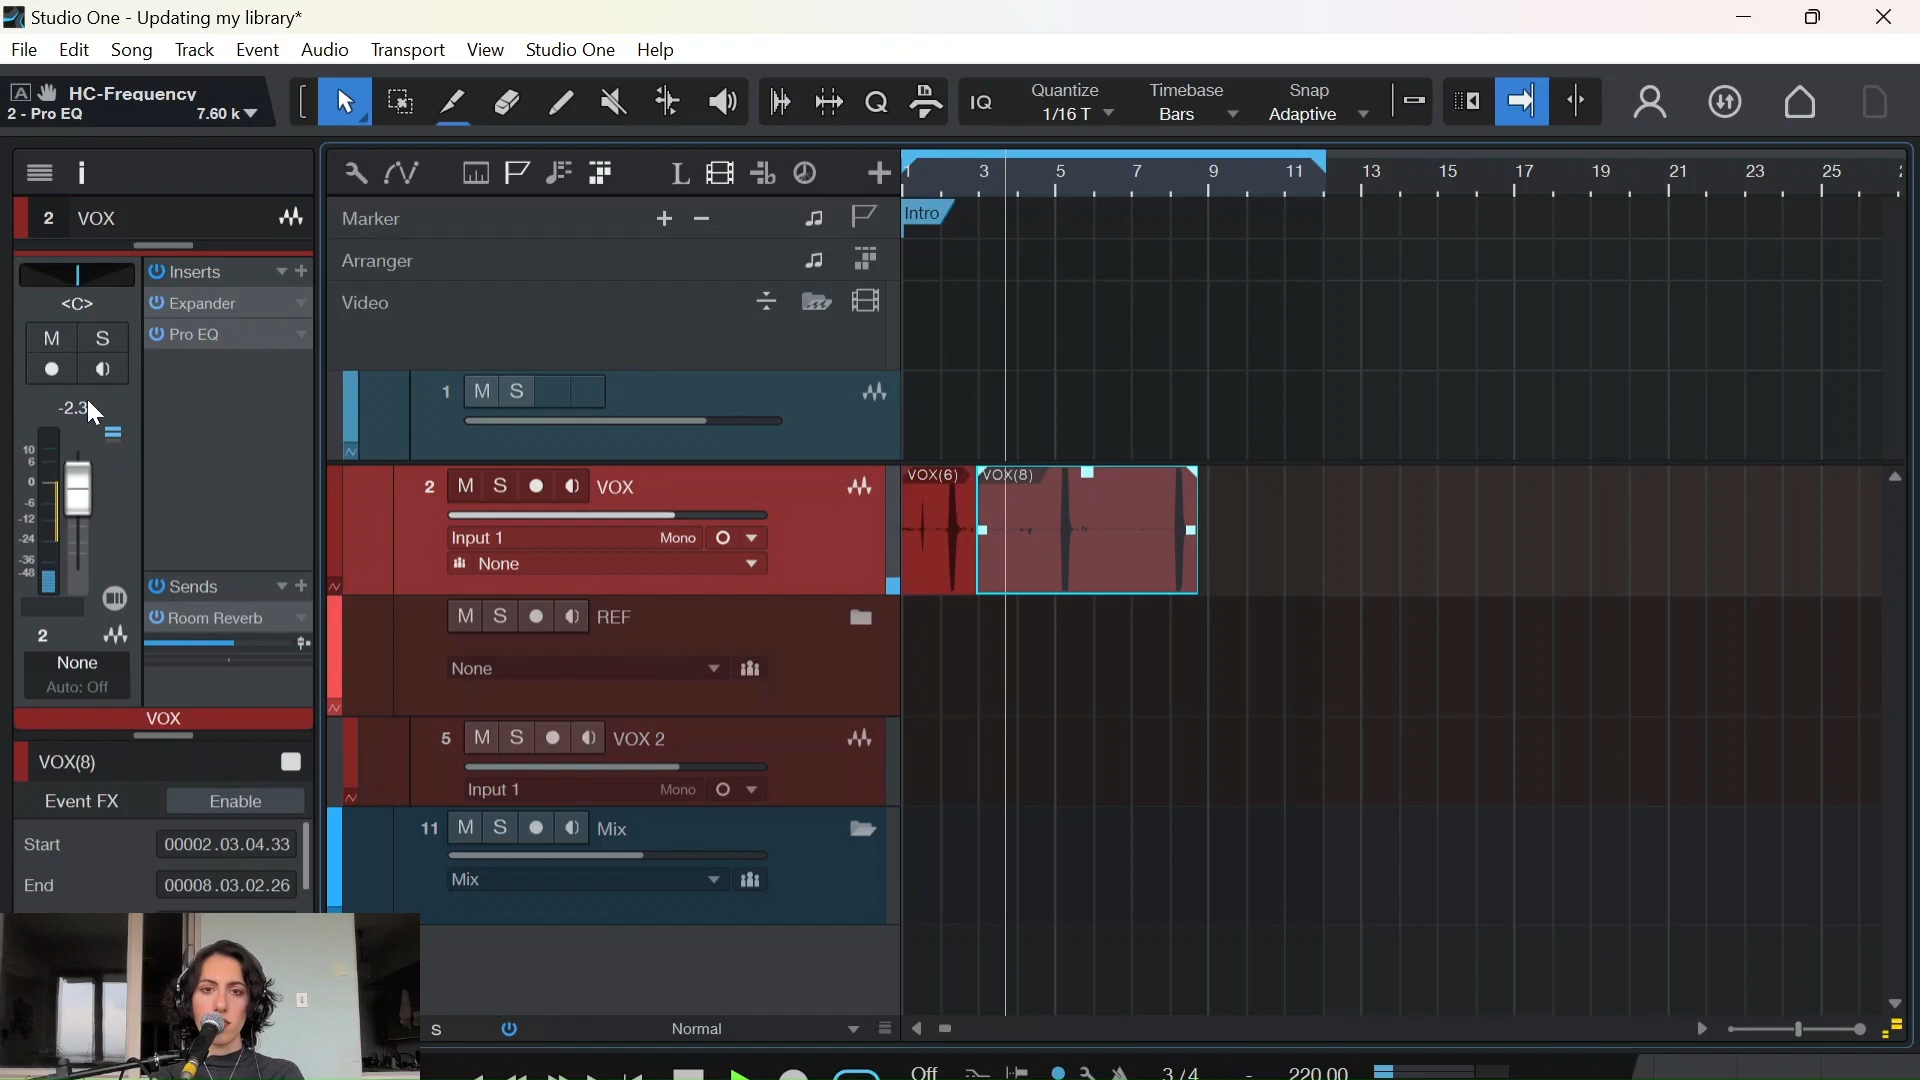 Studio One - Updating my library*
File Edit Song Track Event Audio Transport View Studio One Help
A HC-Frequency
2 - Pro EQ 7.60 k
IQ
Quantize
1/16 T
Timebase
Bars
Snap
Adaptive
1 3 5 7 9 11 13 15 17 19 21 23 25
2 VOX
Marker
Intro
Arranger
Video
<C>
M S
-2.3
Inserts
Expander
Pro EQ
10
6
0
-6
-12
-24
-36
-48
Sends
Room Reverb
2
None
Auto: Off
VOX
1 M S
2 M S VOX
Input 1 Mono
None
VOX(6) VOX(8)
M S REF
None
5 M S VOX 2
Input 1 Mono
11 M S Mix
Mix
VOX(8)
Event FX Enable
Start 00002.03.04.33
End 00008.03.02.26
S Normal
Off 3 / 4 - 220.00